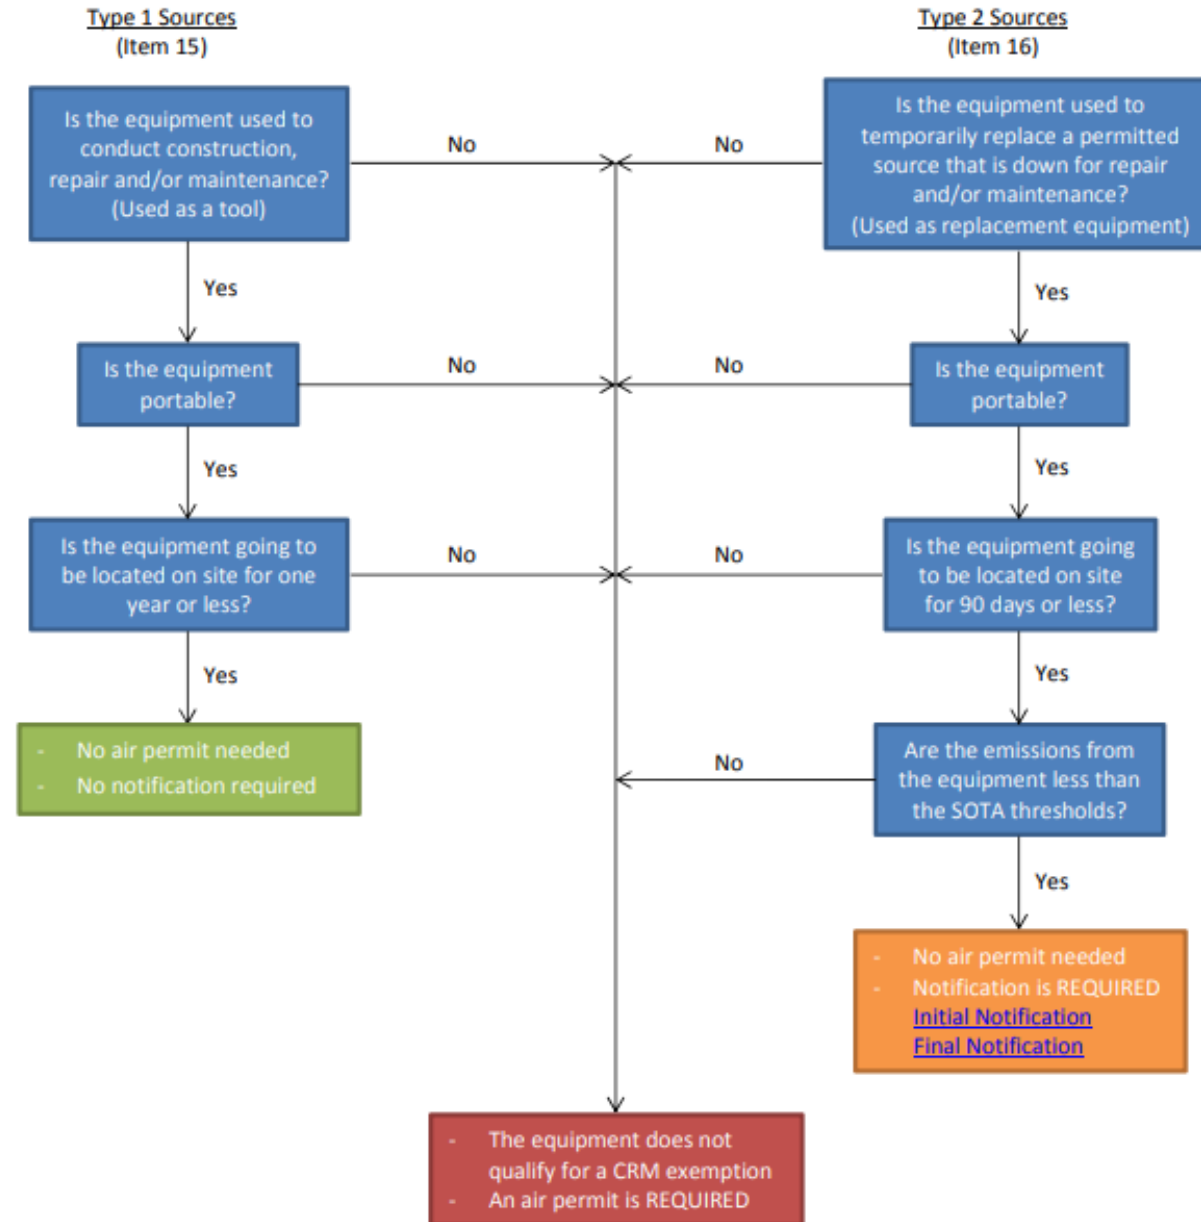 Type 1 Sources
(Item 15)
Type 2 Sources
(Item 16)
Is the equipment used to
conduct construction,
repair and/or maintenance?
(Used as a tool)
No
No
Is the equipment used to
temporarily replace a permitted
source that is down for repair
and/or maintenance?
(Used as replacement equipment)
Yes
Yes
Is the equipment
portable?
No
No
Is the equipment
portable?
Yes
Yes
Is the equipment going to
be located on site for one
year or less?
No
No
Is the equipment going
to be located on site
for 90 days or less?
Yes
Yes
- No air permit needed
- No notification required
No
Are the emissions from
the equipment less than
the SOTA thresholds?
Yes
- No air permit needed
- Notification is REQUIRED
Initial Notification
Final Notification
- The equipment does not
qualify for a CRM exemption
- An air permit is REQUIRED